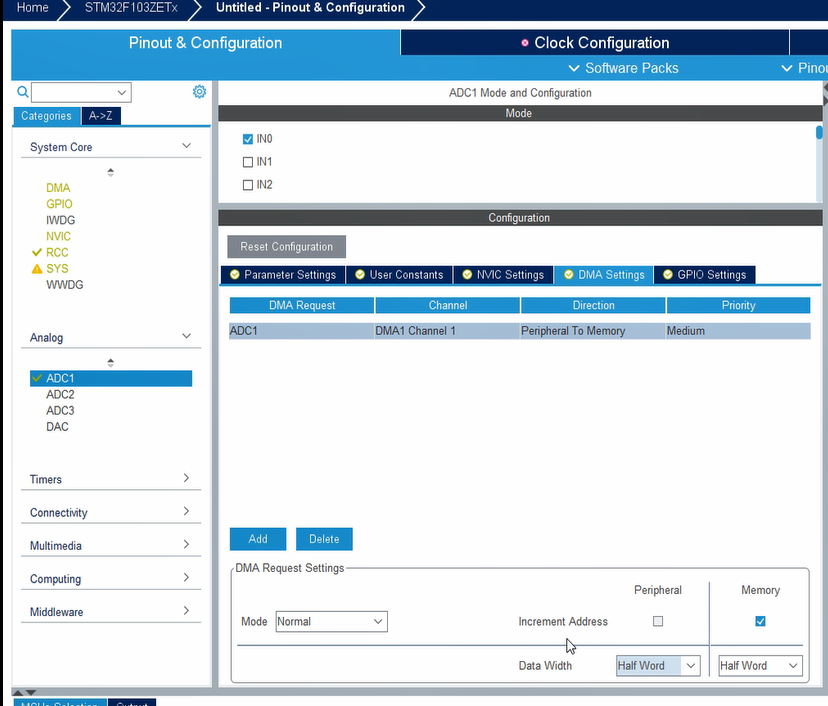 Home STM32F103ZETx Untitled - Pinout & Configuration
Pinout & Configuration Clock Configuration
Software Packs Pinou
ADC1 Mode and Configuration
Categories A->Z
Mode
System Core
IN0
IN1
IN2
DMA
GPIO
IWDG
NVIC
RCC
SYS
WWDG
Configuration
Reset Configuration
Parameter Settings User Constants NVIC Settings DMA Settings GPIO Settings
DMA Request Channel Direction Priority
ADC1 DMA1 Channel 1 Peripheral To Memory Medium
Analog
ADC1
ADC2
ADC3
DAC
Timers
Connectivity
Multimedia
Computing
Middleware
Add Delete
DMA Request Settings
Peripheral Memory
Mode Normal Increment Address
Data Width Half Word Half Word
MCUs Selection Output